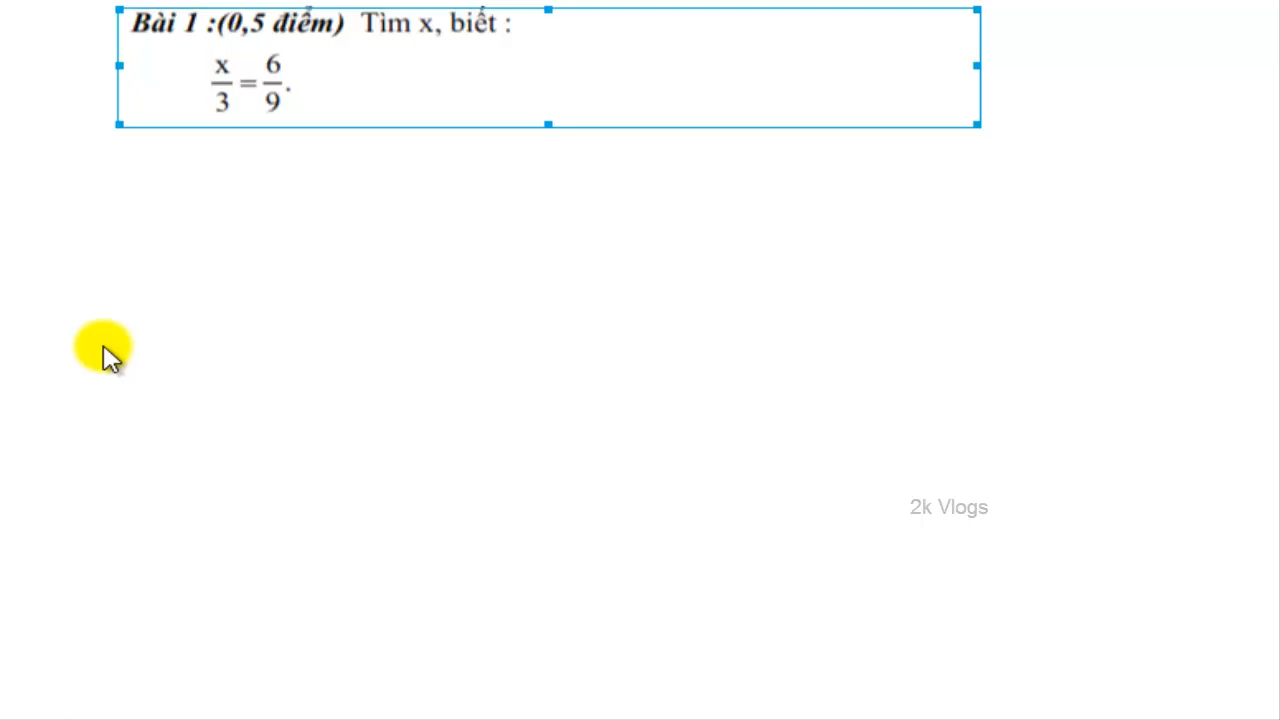 Bài 1 :(0,5 điểm) Tìm x, biết :
x/3 = 6/9.
2k Vlogs